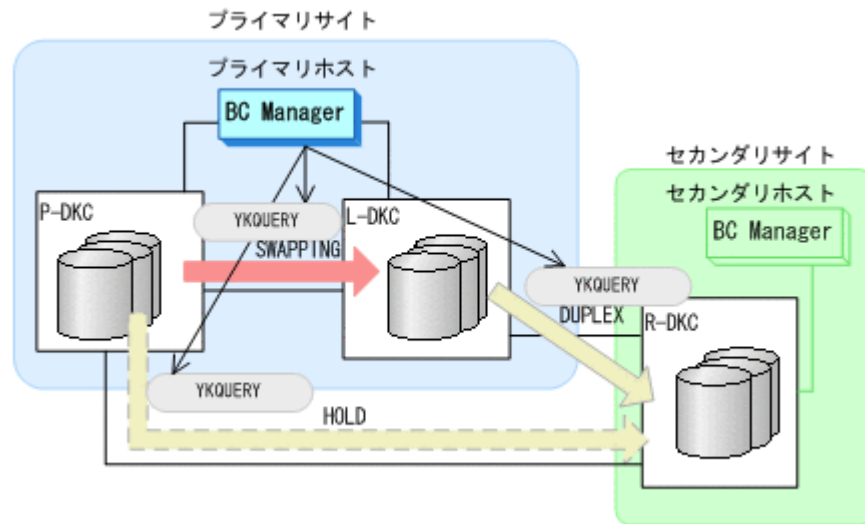 プライマリサイト
プライマリホスト
BC Manager
セカンダリサイト
セカンダリホスト
BC Manager
P-DKC
YKQUERY
L-DKC
SWAPPING
YKQUERY
DUPLEX
R-DKC
YKQUERY
HOLD